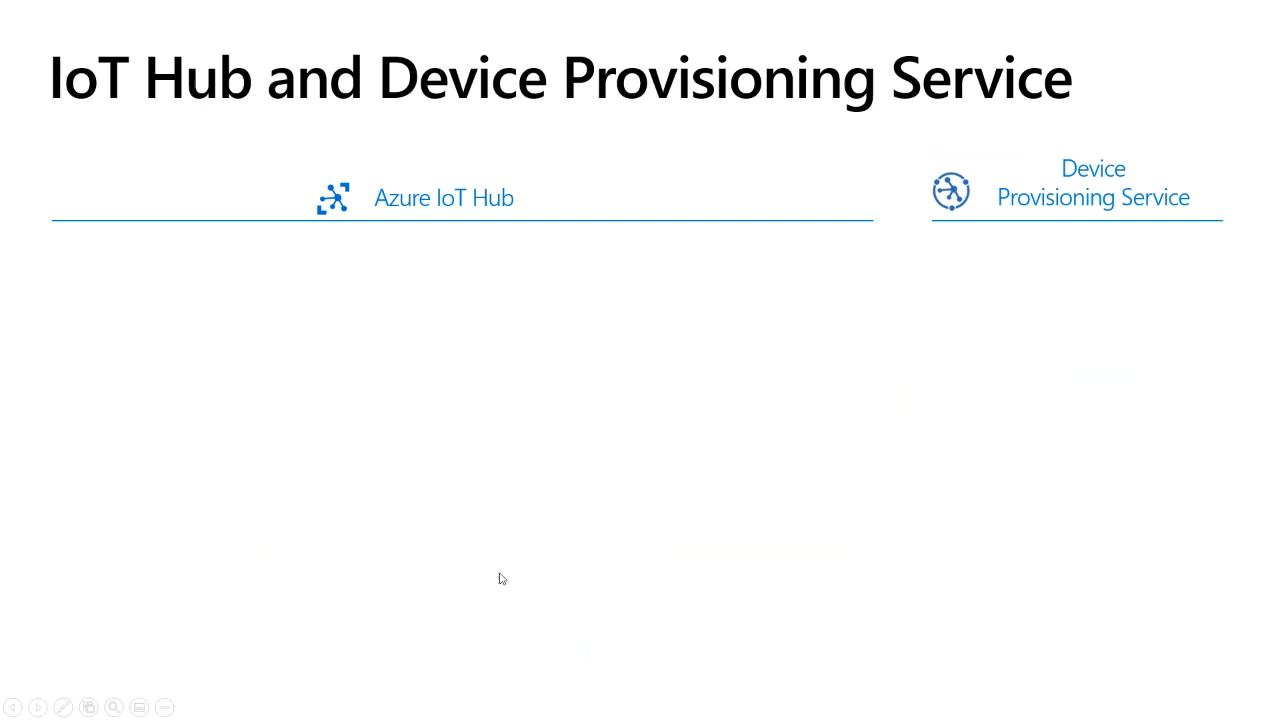 IoT Hub and Device Provisioning Service
Azure IoT Hub
Device
Provisioning Service